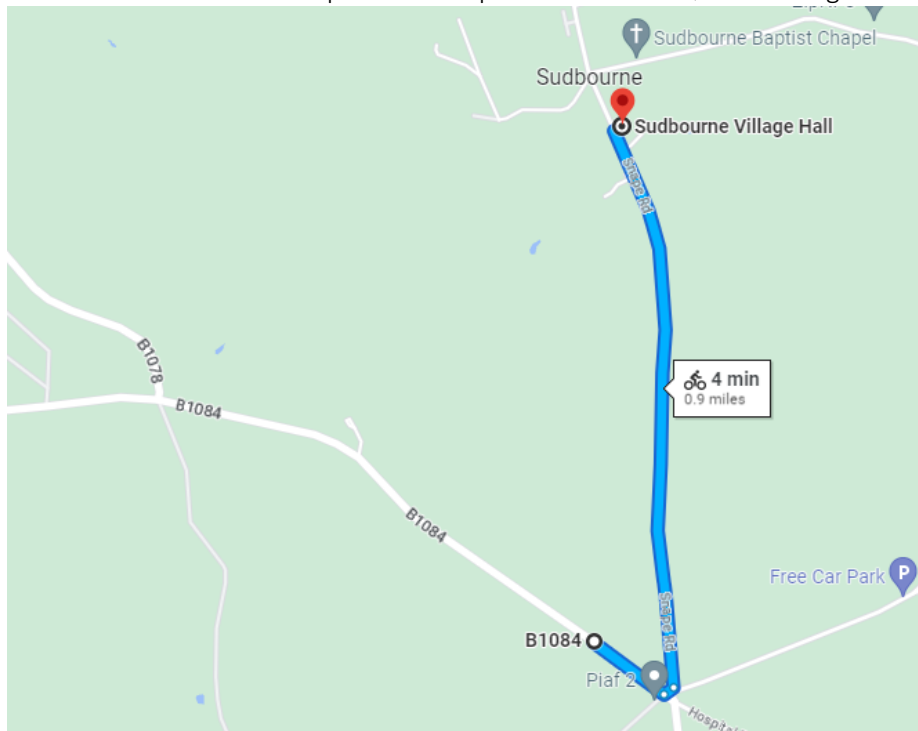 Sudbourne Baptist Chapel
Sudbourne
Sudbourne Village Hall
Snape Rd
B1078
4 min
0.9 miles
B1084
B1084
Free Car Park
P
Snape Rd
B1084
Piaf 2
Hospital